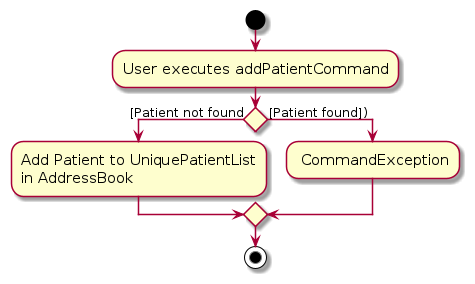 User executes addPatientCommand
[Patient not found
[Patient found])
Add Patient to UniquePatientList
in AddressBook
CommandException